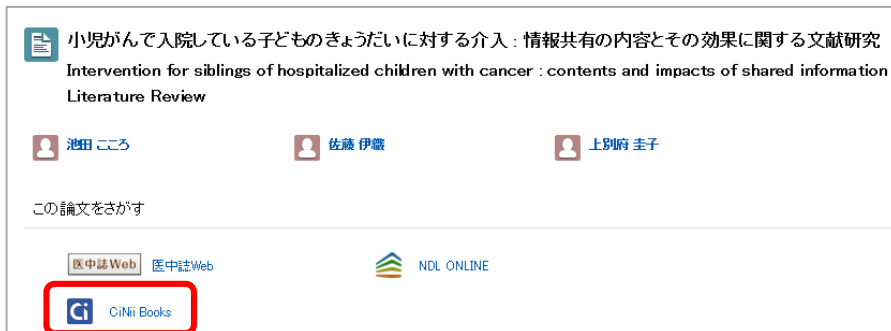 小児がんで入院している子どものきょうだいに対する介入 : 情報共有の内容とその効果に関する文献研究
Intervention for siblings of hospitalized children with cancer : contents and impacts of shared information
Literature Review
池田 こころ 佐藤 伊織 上別府 圭子
この論文をさがす
医中誌Web 医中誌Web NDL ONLINE
Ci CiNii Books